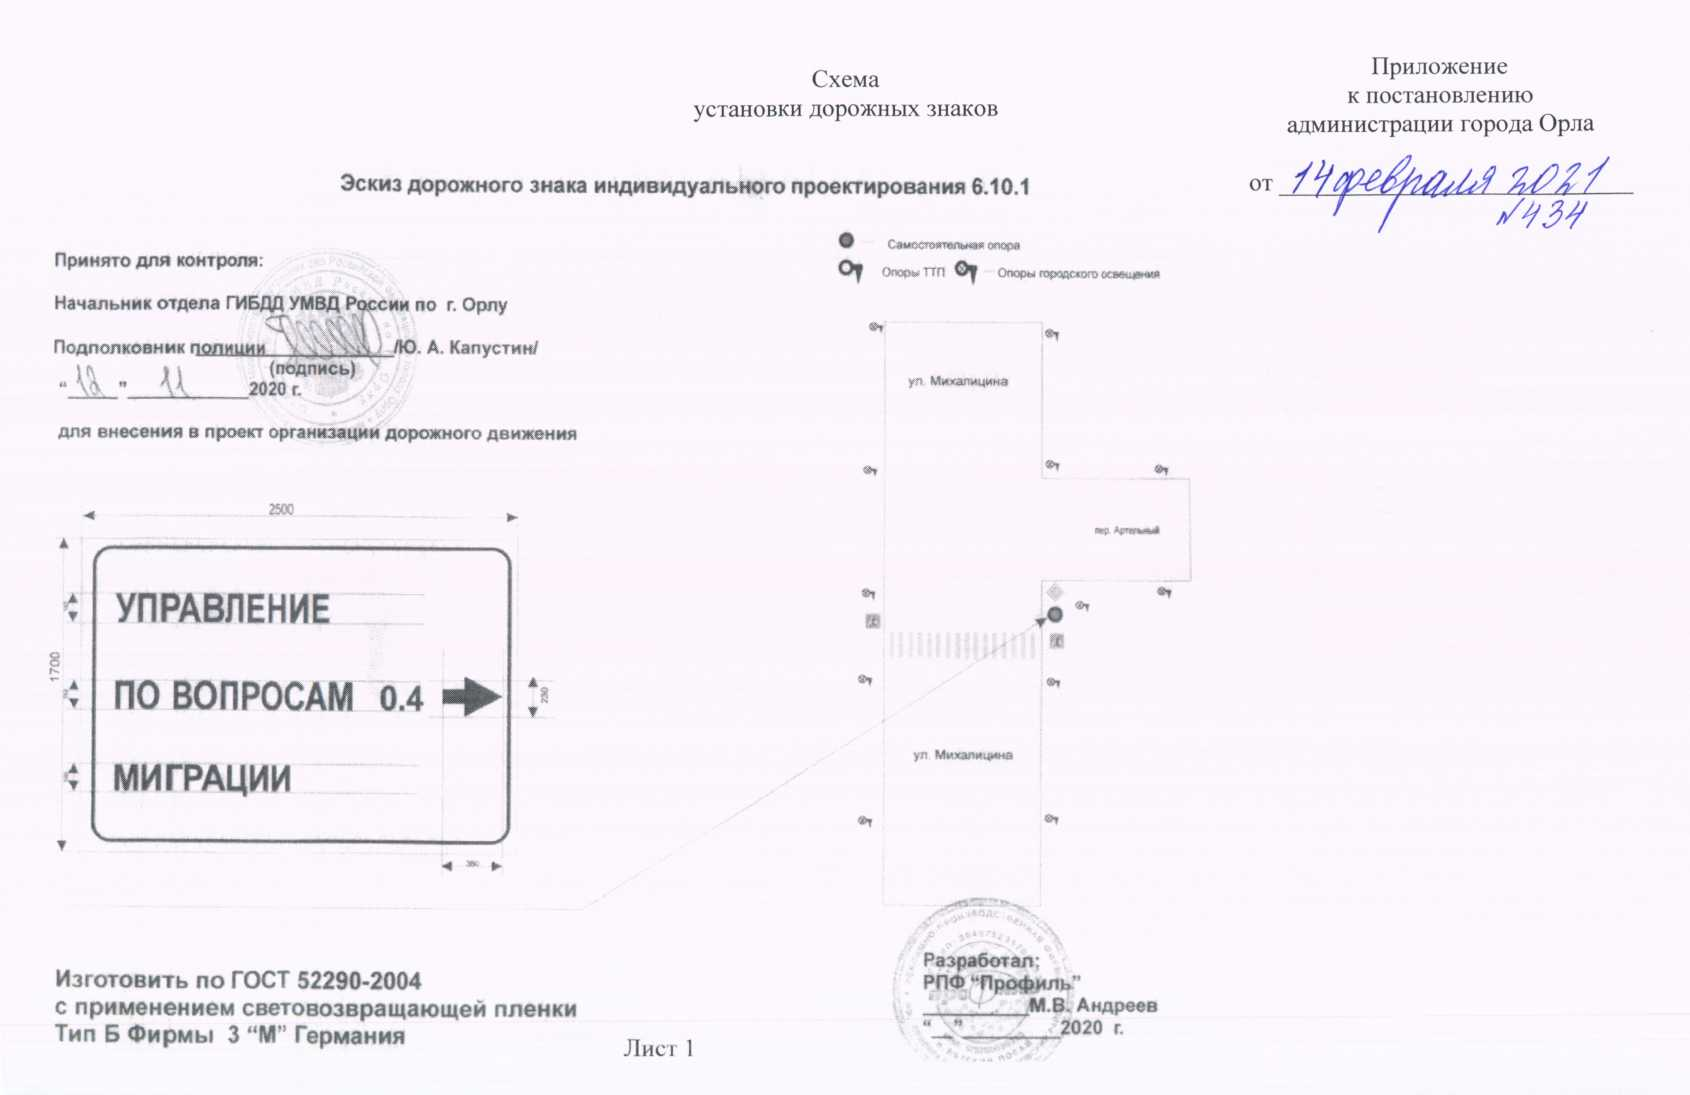 Схема
установки дорожных знаков
Приложение
к постановлению
администрации города Орла
от 14 февраля 2021
№434
Эскиз дорожного знака индивидуального проектирования 6.10.1
Самостоятельная опора
Опоры ТТП
Опоры городского освещения
Принято для контроля:
Начальник отдела ГИБДД УМВД России по г. Орлу
Подполковник полиции /Ю. А. Капустин/
(подпись)
“12” 11 2020 г.
для внесения в проект организации дорожного движения
2500
1700
УПРАВЛЕНИЕ
ПО ВОПРОСАМ 0.4
МИГРАЦИИ
230
380
ул. Михалицина
пер. Артельный
ул. Михалицина
Изготовить по ГОСТ 52290-2004
с применением световозвращающей пленки
Тип Б Фирмы 3 “М” Германия
Разработал:
РПФ “Профиль”
М.В. Андреев
“ ” 2020 г.
Лист 1